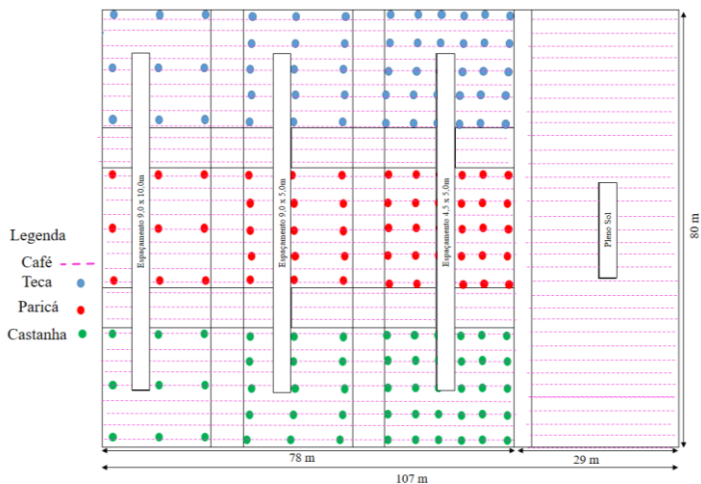 Espaçamento 9,0 x 10,0m
Espaçamento 9,0 x 5,0m
Espaçamento 4,5 x 5,0m
Pleno Sol
80 m
Legenda
Café
Teca
Paricá
Castanha
78 m
29 m
107 m